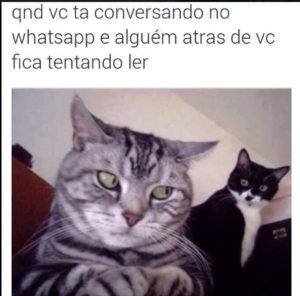 qnd vc ta conversando no
whatsapp e alguém atras de vc
fica tentando ler